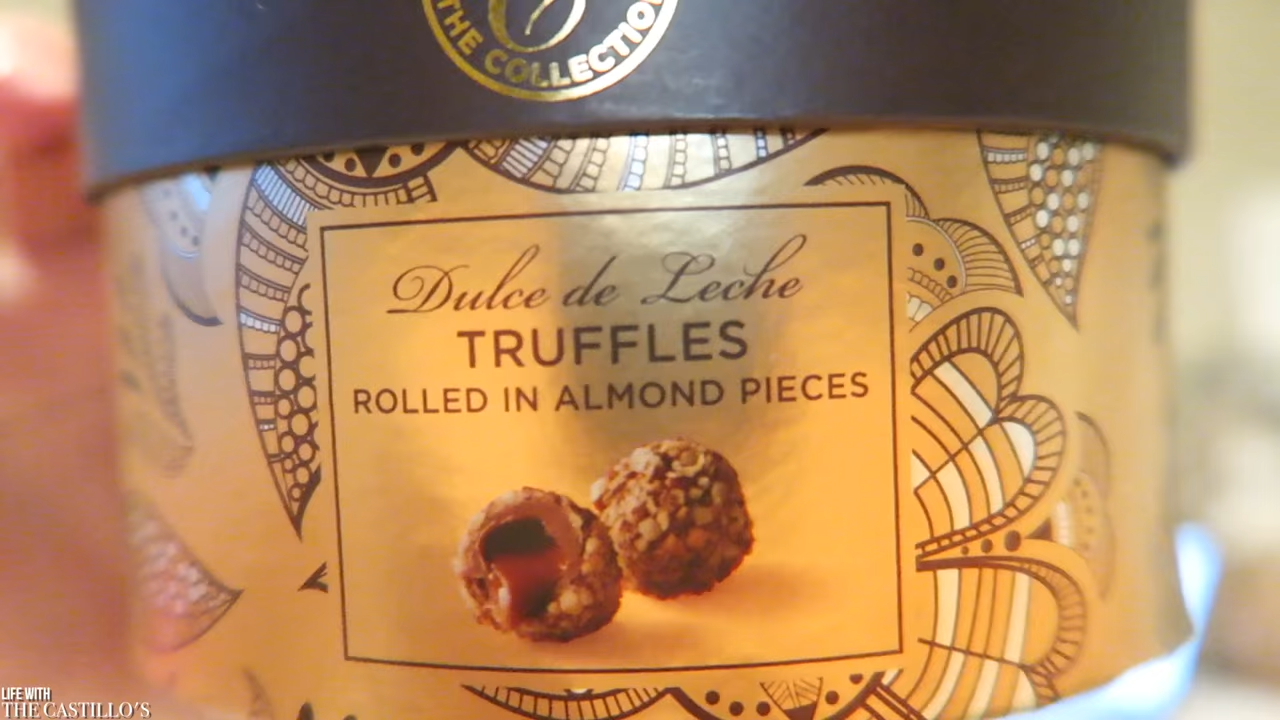 THE COLLECTION
Dulce de Leche
TRUFFLES
ROLLED IN ALMOND PIECES
LIFE WITH
THE CASTILLO'S